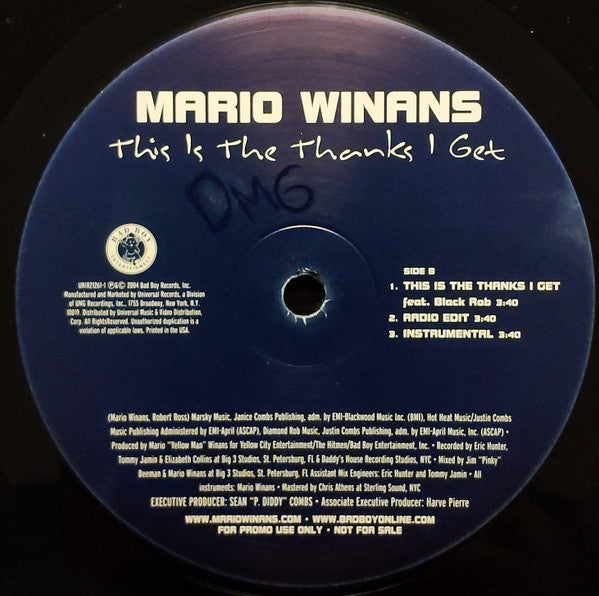 MARIO WINANS
This Is The Thanks I Get
DMG
BAD BOY
ENTERTAINMENT
UNIR21261-1 ℗&© 2004 Bad Boy Records, Inc.
Manufactured and Marketed by Universal Records, a Division
of UMG Recordings, Inc., 1755 Broadway, New York, N.Y.
10019. Distributed by Universal Music & Video Distribution,
Corp. All RightsReserved. Unauthorized duplication is a
violation of applicable laws. Printed in the USA.
SIDE B
1. THIS IS THE THANKS I GET
feat. Black Rob 3:40
2. RADIO EDIT 3:40
3. INSTRUMENTAL 3:40
(Mario Winans, Robert Ross) Marsky Music, Janice Combs Publishing, adm. by EMI-Blackwood Music Inc. (BMI), Hot Heat Music/Justin Combs
Music Publishing Administered by EMI-April (ASCAP), Diamond Rob Music, Justin Combs Publishing, adm. by EMI-April Music, Inc. (ASCAP) •
Produced by Mario "Yellow Man" Winans for Yellow City Entertainment/The Hitmen/Bad Boy Entertainment, Inc. • Recorded by Eric Hunter,
Tommy Jamin & Elizabeth Collins at Big 3 Studios, St. Petersburg, FL & Daddy's House Recording Studios, NYC • Mixed by Jim "Pinky"
Beeman & Mario Winans at Big 3 Studios, St. Petersburg, FL Assistant Mix Engineers: Eric Hunter and Tommy Jamin • All
instruments: Mario Winans • Mastered by Chris Athens at Sterling Sound, NYC
EXECUTIVE PRODUCER: SEAN "P. DIDDY" COMBS • Associate Executive Producer: Harve Pierre
WWW.MARIOWINANS.COM • WWW.BADBOYONLINE.COM
FOR PROMO USE ONLY • NOT FOR SALE